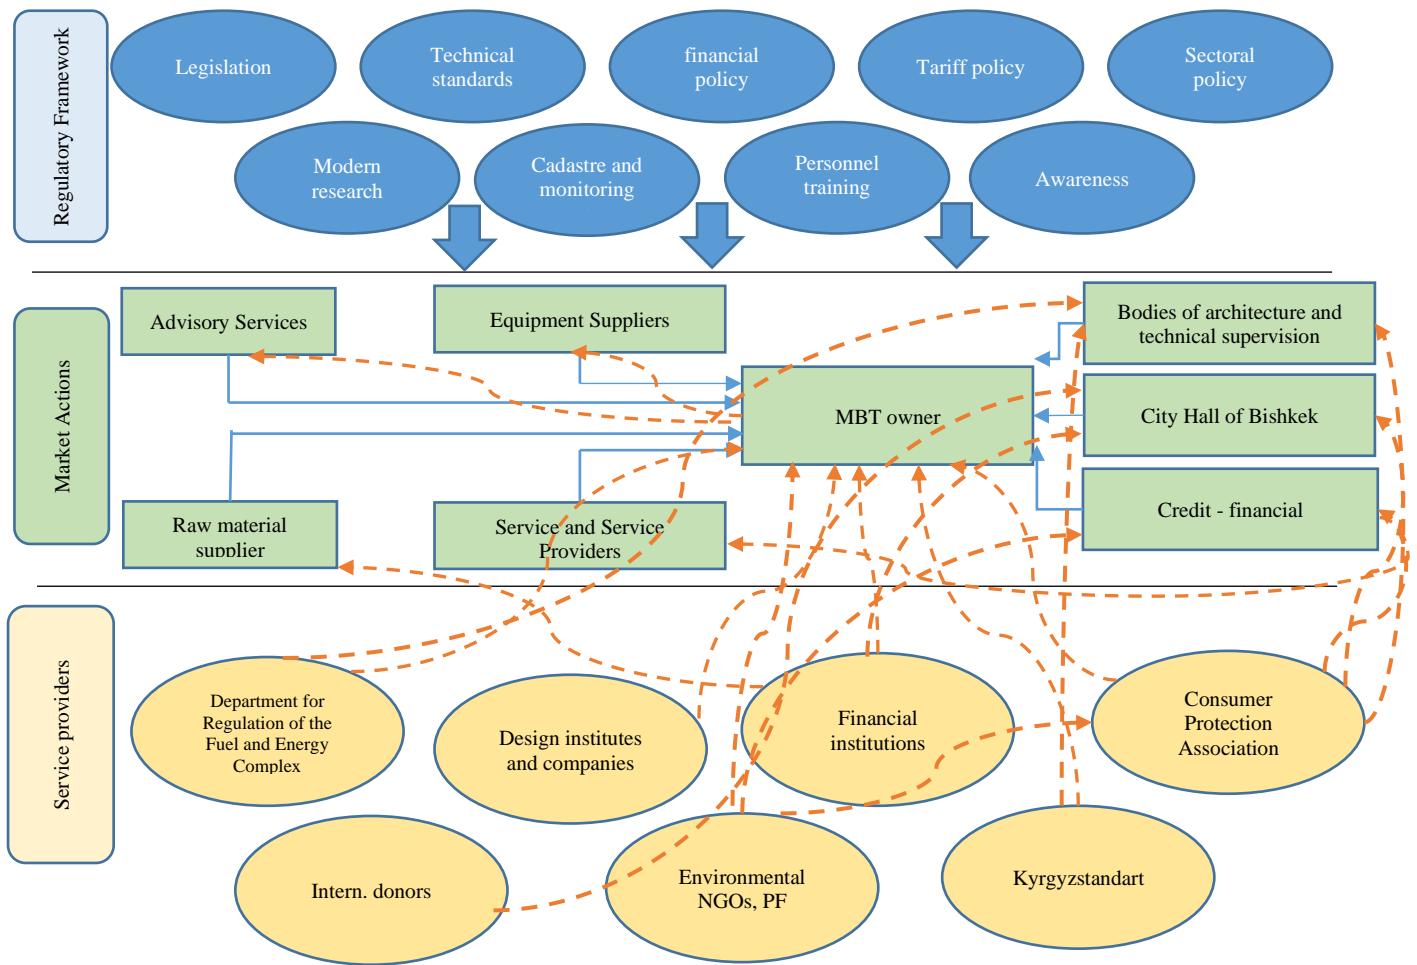 Regulatory Framework
Legislation
Technical
standards
financial
policy
Tariff policy
Sectoral
policy
Modern
research
Cadastre and
monitoring
Personnel
training
Awareness
Market Actions
Advisory Services
Equipment Suppliers
Bodies of architecture and
technical supervision
MBT owner
City Hall of Bishkek
Raw material
supplier
Service and Service
Providers
Credit - financial
Service providers
Department for
Regulation of the
Fuel and Energy
Complex
Design institutes
and companies
Financial
institutions
Consumer
Protection
Association
Intern. donors
Environmental
NGOs, PF
Kyrgyzstandart